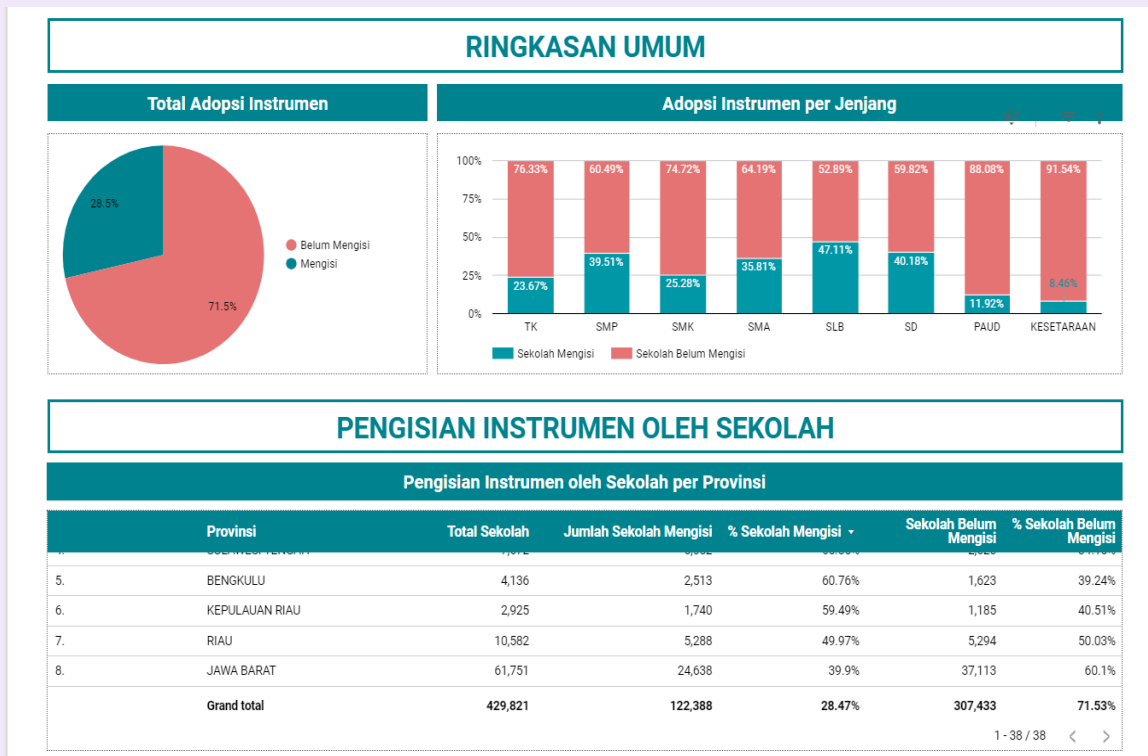 RINGKASAN UMUM
Total Adopsi Instrumen
Adopsi Instrumen per Jenjang
28.5%
71.5%
Belum Mengisi
Mengisi
100%
75%
50%
25%
0%
76.33% 60.49% 74.72% 64.19% 52.89% 59.82% 88.08% 91.54%
23.67% 39.51% 25.28% 35.81% 47.11% 40.18% 11.92% 8.46%
TK SMP SMK SMA SLB SD PAUD KESETARAAN
Sekolah Mengisi Sekolah Belum Mengisi
PENGISIAN INSTRUMEN OLEH SEKOLAH
Pengisian Instrumen oleh Sekolah per Provinsi
Provinsi Total Sekolah Jumlah Sekolah Mengisi % Sekolah Mengisi Sekolah Belum Mengisi % Sekolah Belum Mengisi
5. BENGKULU 4,136 2,513 60.76% 1,623 39.24%
6. KEPULAUAN RIAU 2,925 1,740 59.49% 1,185 40.51%
7. RIAU 10,582 5,288 49.97% 5,294 50.03%
8. JAWA BARAT 61,751 24,638 39.9% 37,113 60.1%
Grand total 429,821 122,388 28.47% 307,433 71.53%
1 - 38 / 38